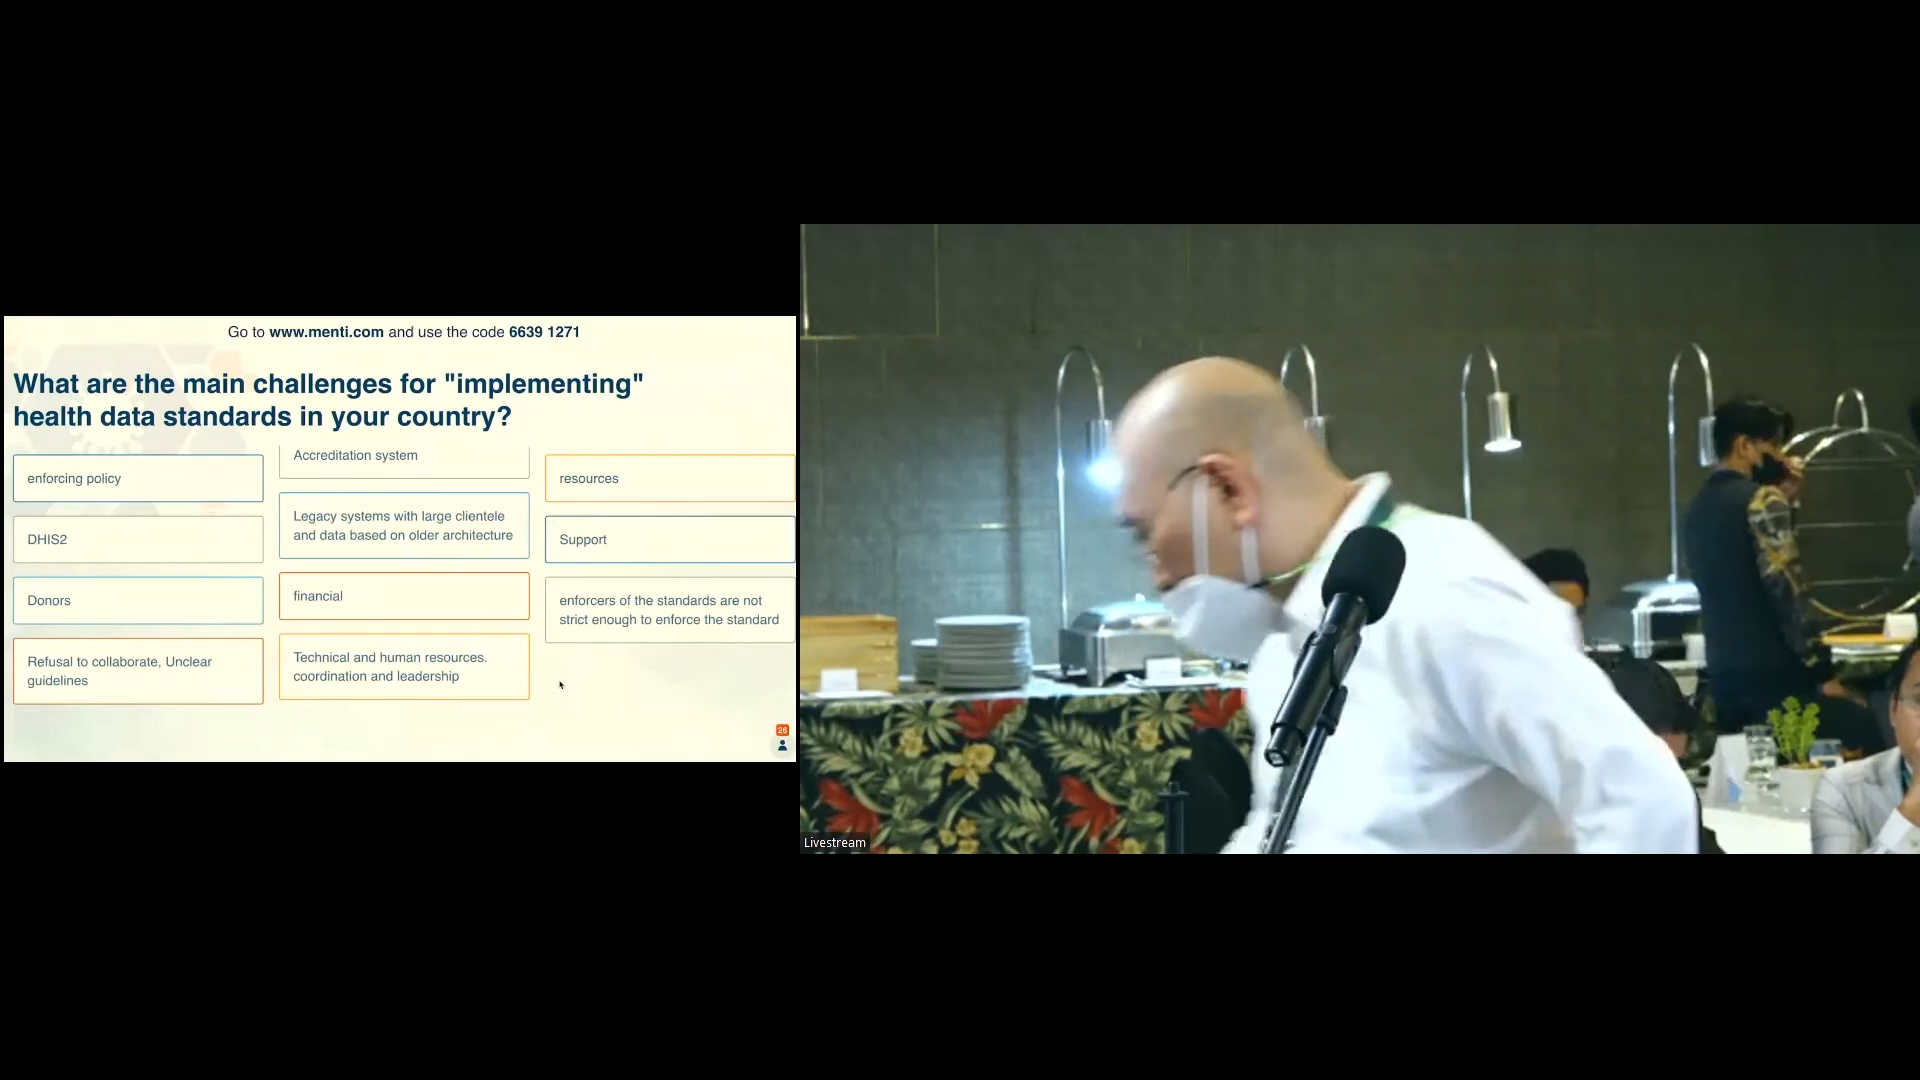 Go to www.menti.com and use the code 6639 1271
What are the main challenges for "implementing"
health data standards in your country?
enforcing policy
DHIS2
Donors
Refusal to collaborate, Unclear
guidelines
Accreditation system
Legacy systems with large clientele
and data based on older architecture
financial
Technical and human resources.
coordination and leadership
resources
Support
enforcers of the standards are not
strict enough to enforce the standard
26
Livestream